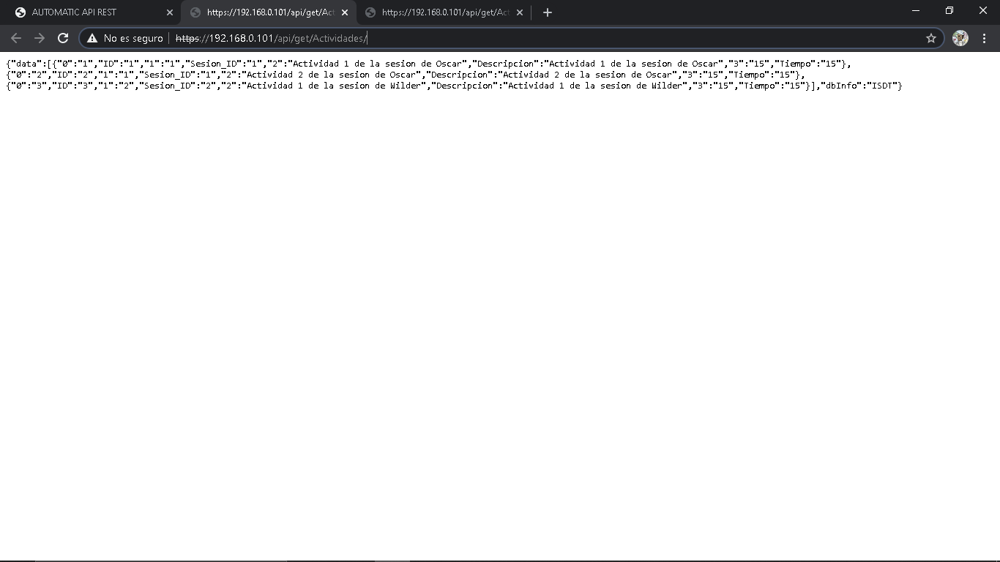 AUTOMATIC API REST
https://192.168.0.101/api/get/Act
https://192.168.0.101/api/get/Act
No es seguro
https://192.168.0.101/api/get/Actividades/
{"data":[{"0":"1","ID":"1","1":"1","Sesion_ID":"1","2":"Actividad 1 de la sesion de Oscar","Descripcion":"Actividad 1 de la sesion de Oscar","3":"15","Tiempo":"15"},
{"0":"2","ID":"2","1":"1","Sesion_ID":"1","2":"Actividad 2 de la sesion de Oscar","Descripcion":"Actividad 2 de la sesion de Oscar","3":"15","Tiempo":"15"},
{"0":"3","ID":"3","1":"2","Sesion_ID":"2","2":"Actividad 1 de la sesion de Wilder","Descripcion":"Actividad 1 de la sesion de Wilder","3":"15","Tiempo":"15"}],"dbInfo":"ISDT"}